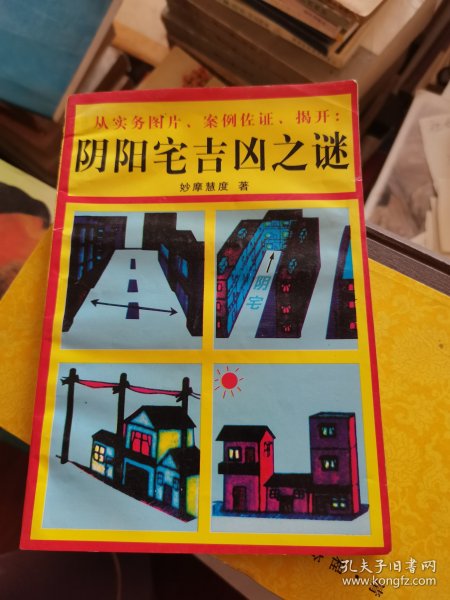 从实务图片、案例佐证、揭开:
阴阳宅吉凶之谜
妙摩慧度 著
阴宅
孔夫子旧书网
www.kongfz.com